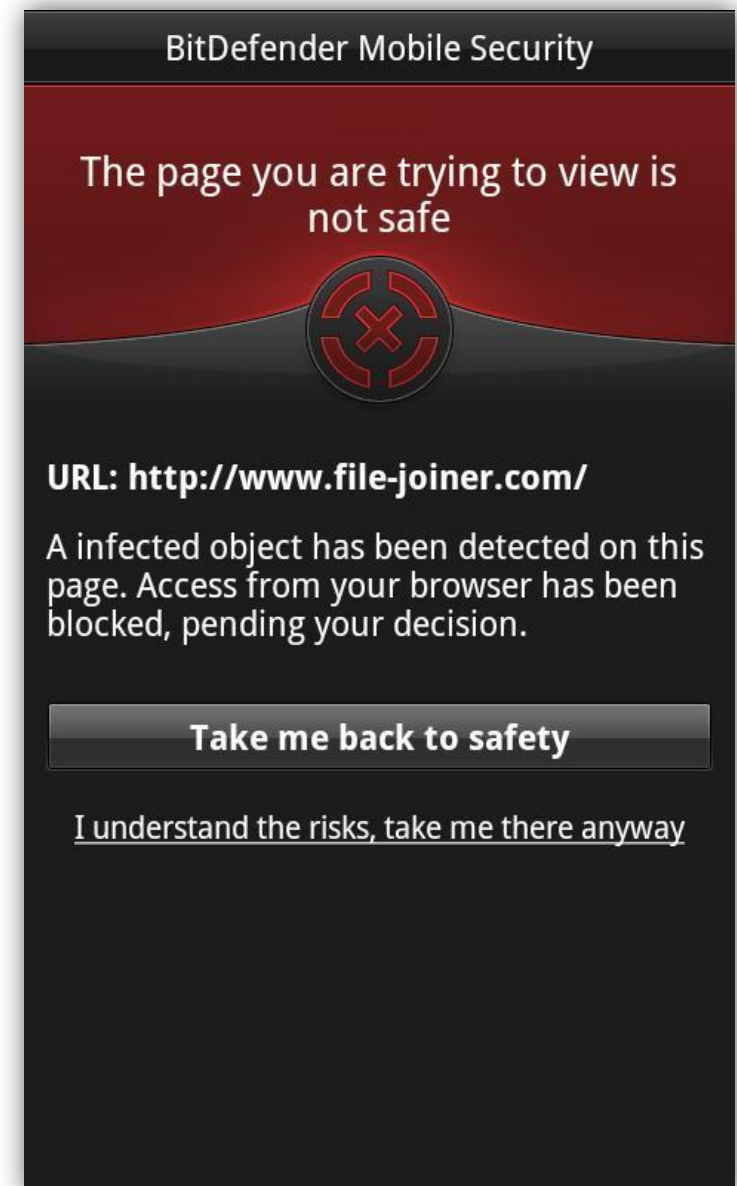 BitDefender Mobile Security
The page you are trying to view is
not safe
URL: http://www.file-joiner.com/
A infected object has been detected on this
page. Access from your browser has been
blocked, pending your decision.
Take me back to safety
I understand the risks, take me there anyway